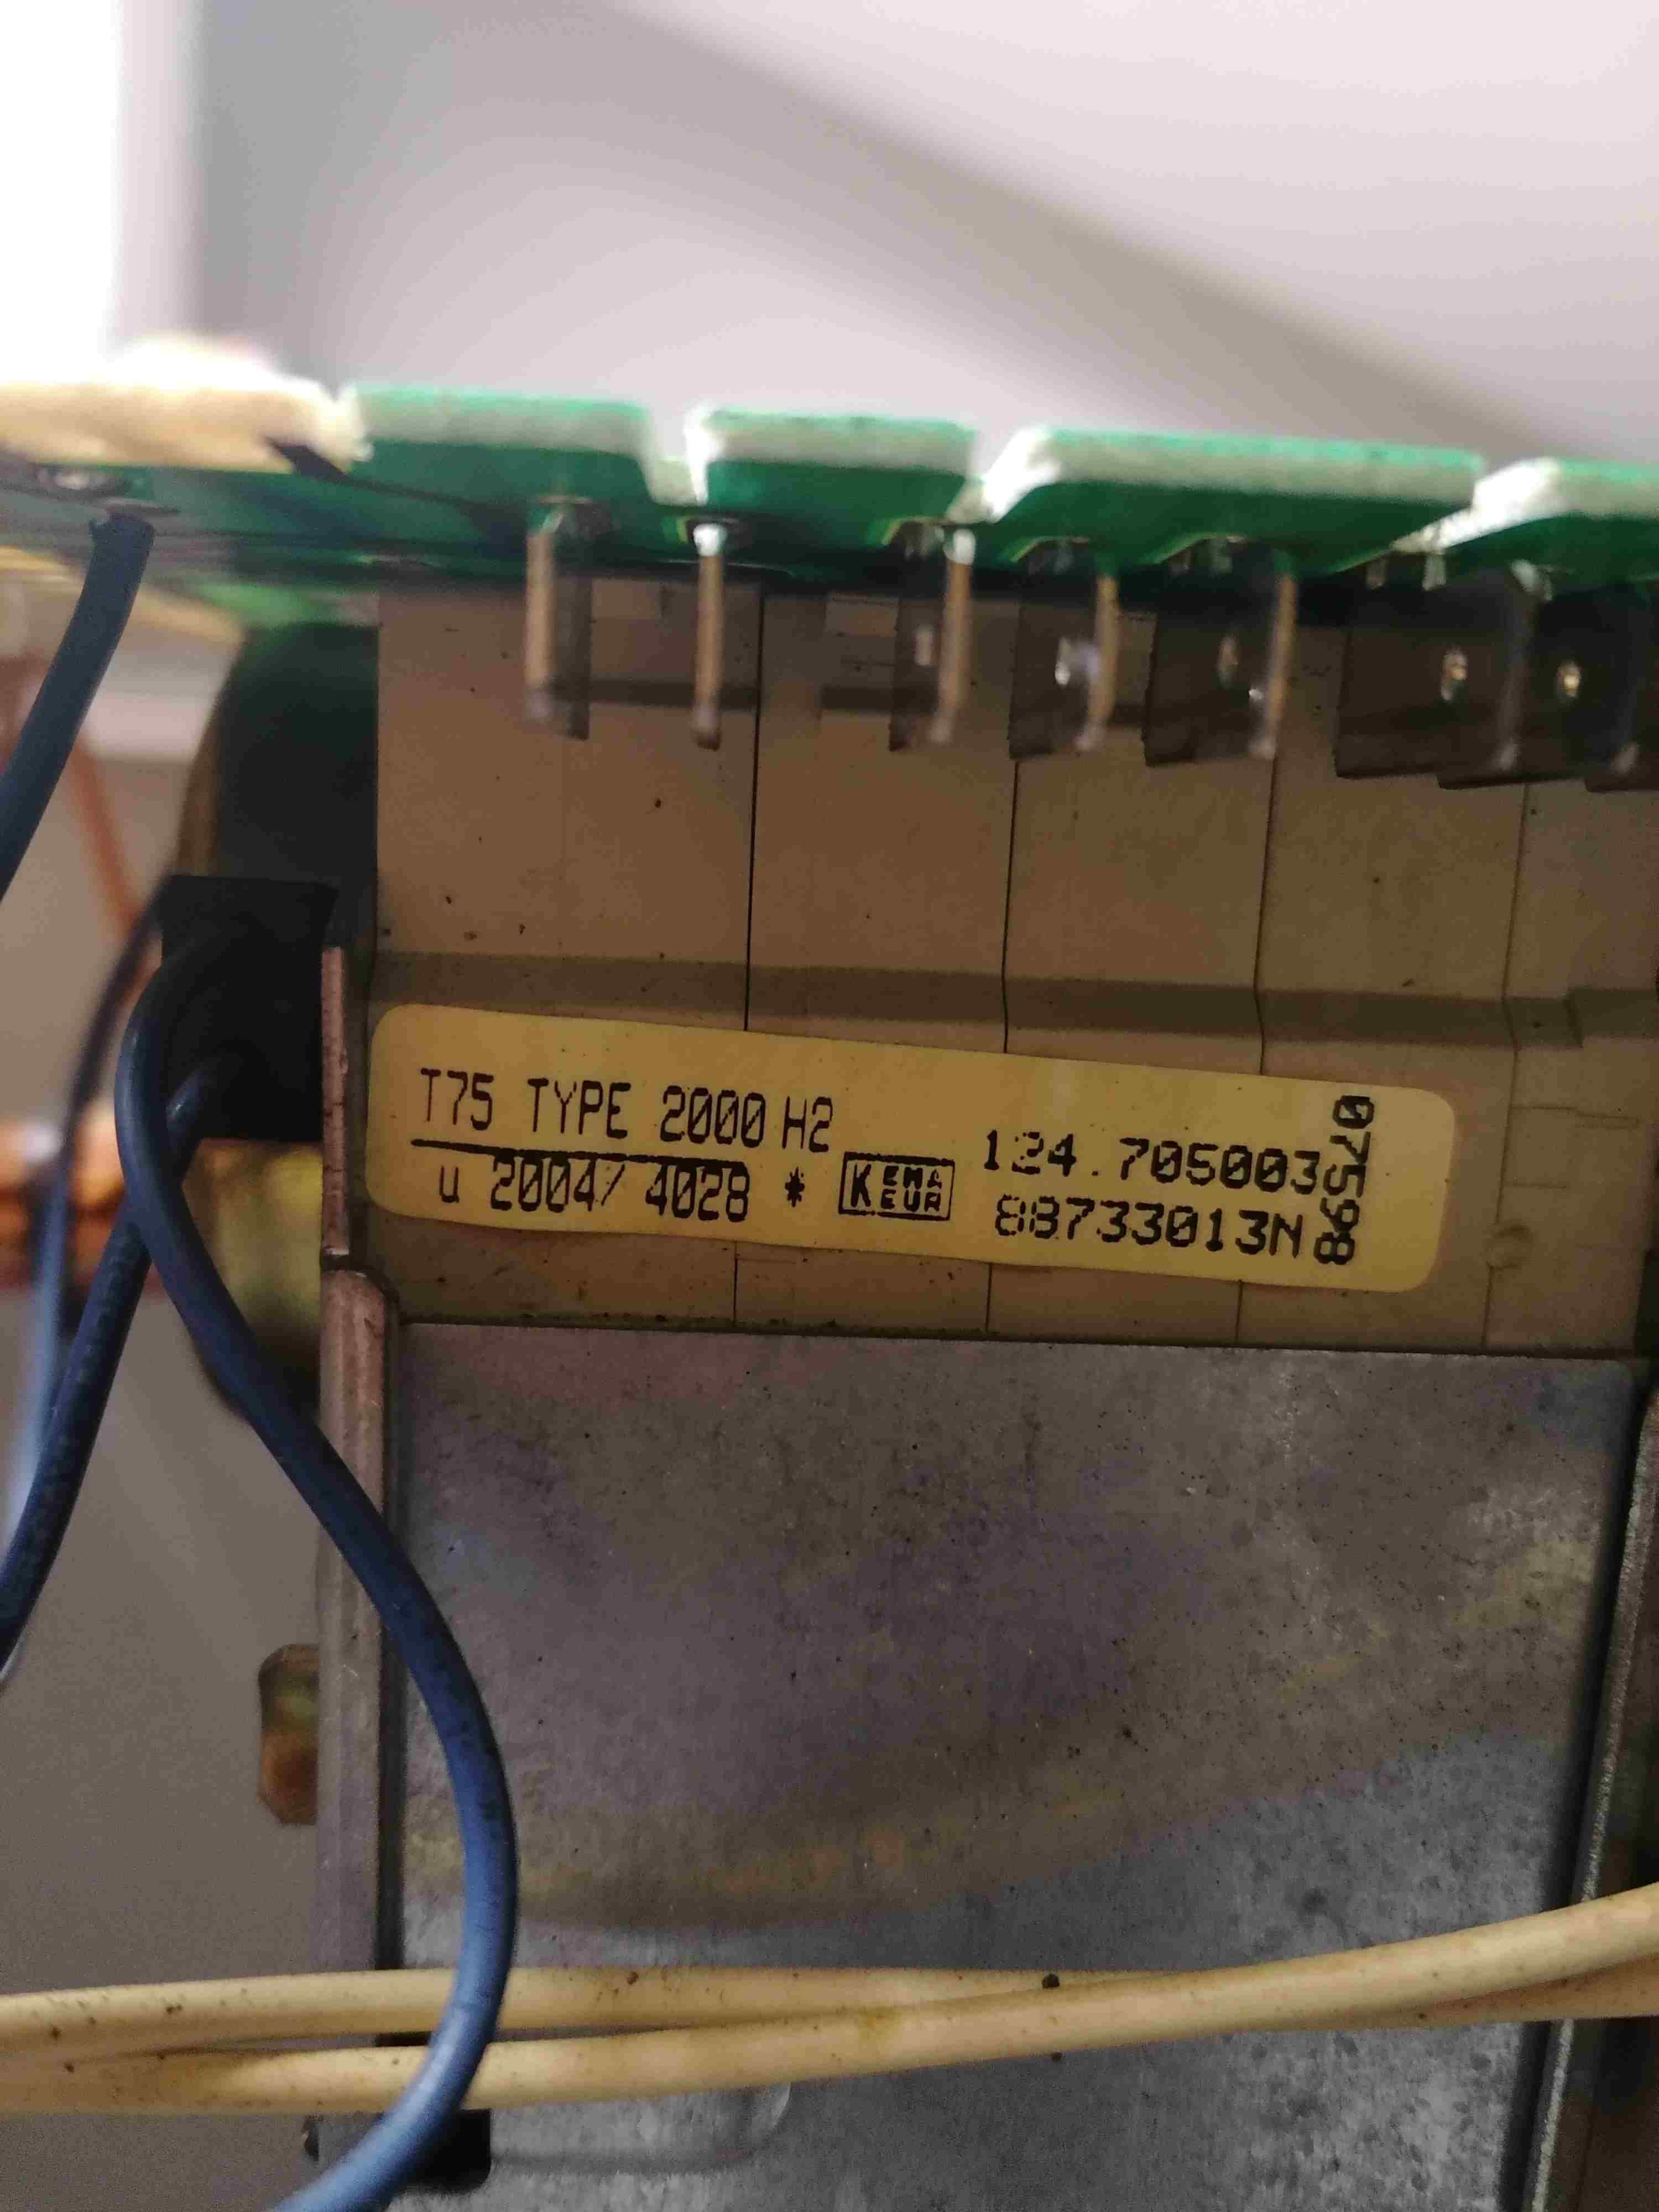 T75 TYPE 2000 H2
u 2004/ 4028 * KEMA KEUR
124.705003
88733013N
07598